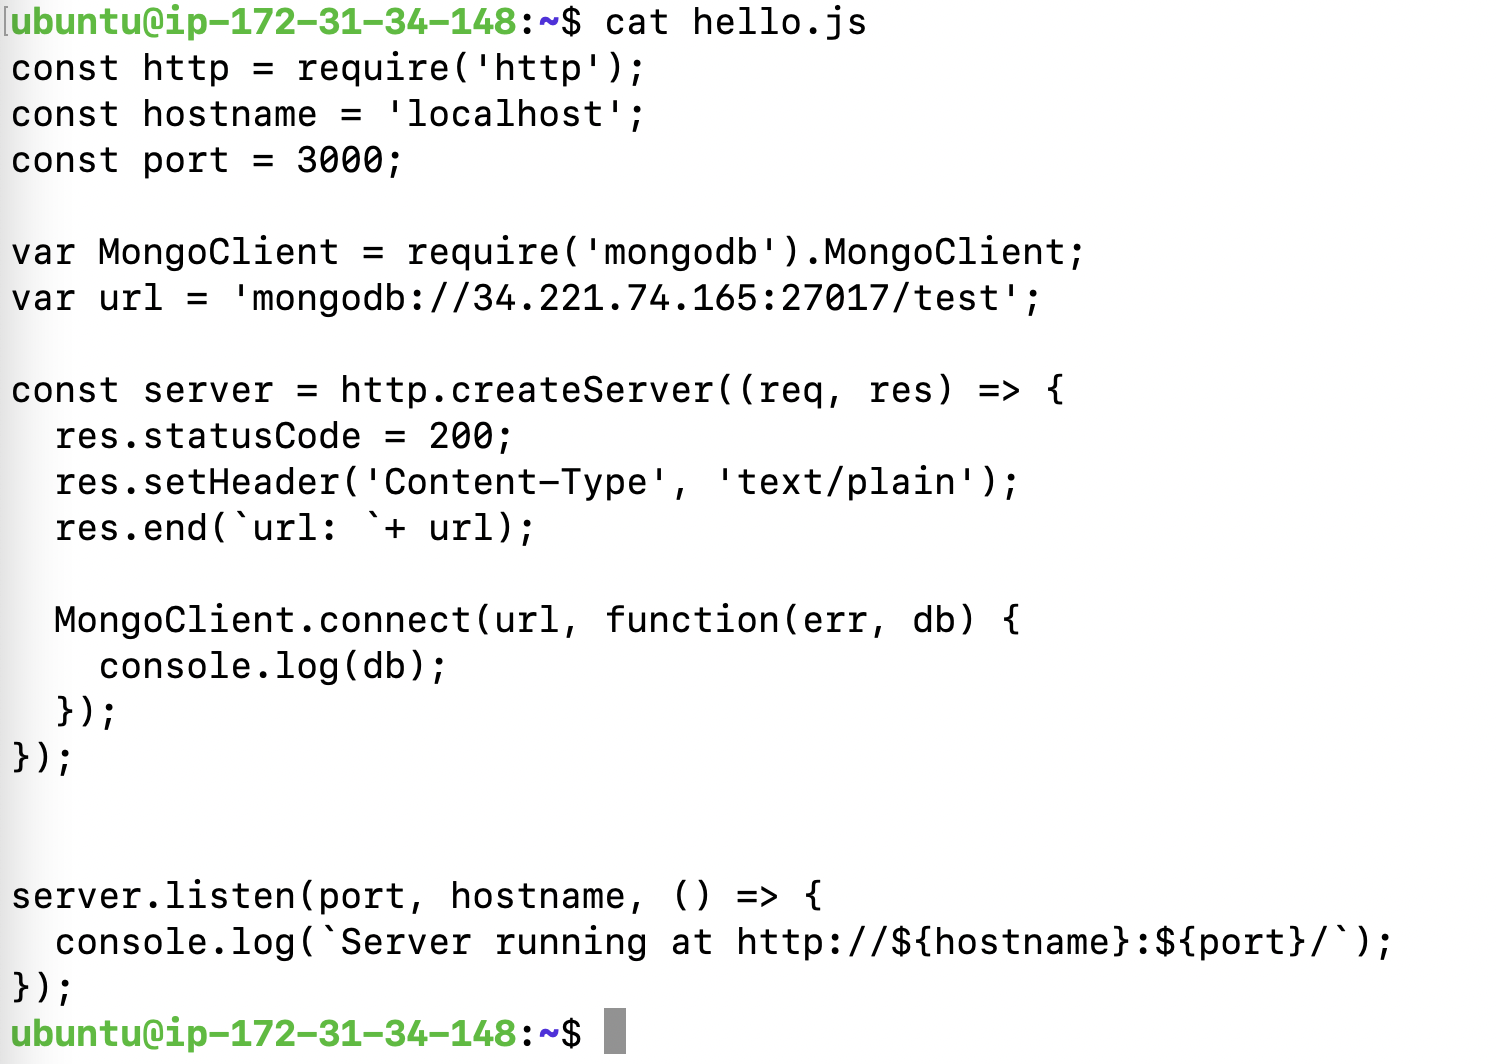 [ubuntu@ip-172-31-34-148:~$ cat hello.js
const http = require('http');
const hostname = 'localhost';
const port = 3000;

var MongoClient = require('mongodb').MongoClient;
var url = 'mongodb://34.221.74.165:27017/test';

const server = http.createServer((req, res) => {
  res.statusCode = 200;
  res.setHeader('Content-Type', 'text/plain');
  res.end(`url: `+ url);

  MongoClient.connect(url, function(err, db) {
    console.log(db);
  });
});


server.listen(port, hostname, () => {
  console.log(`Server running at http://${hostname}:${port}/`);
});
ubuntu@ip-172-31-34-148:~$